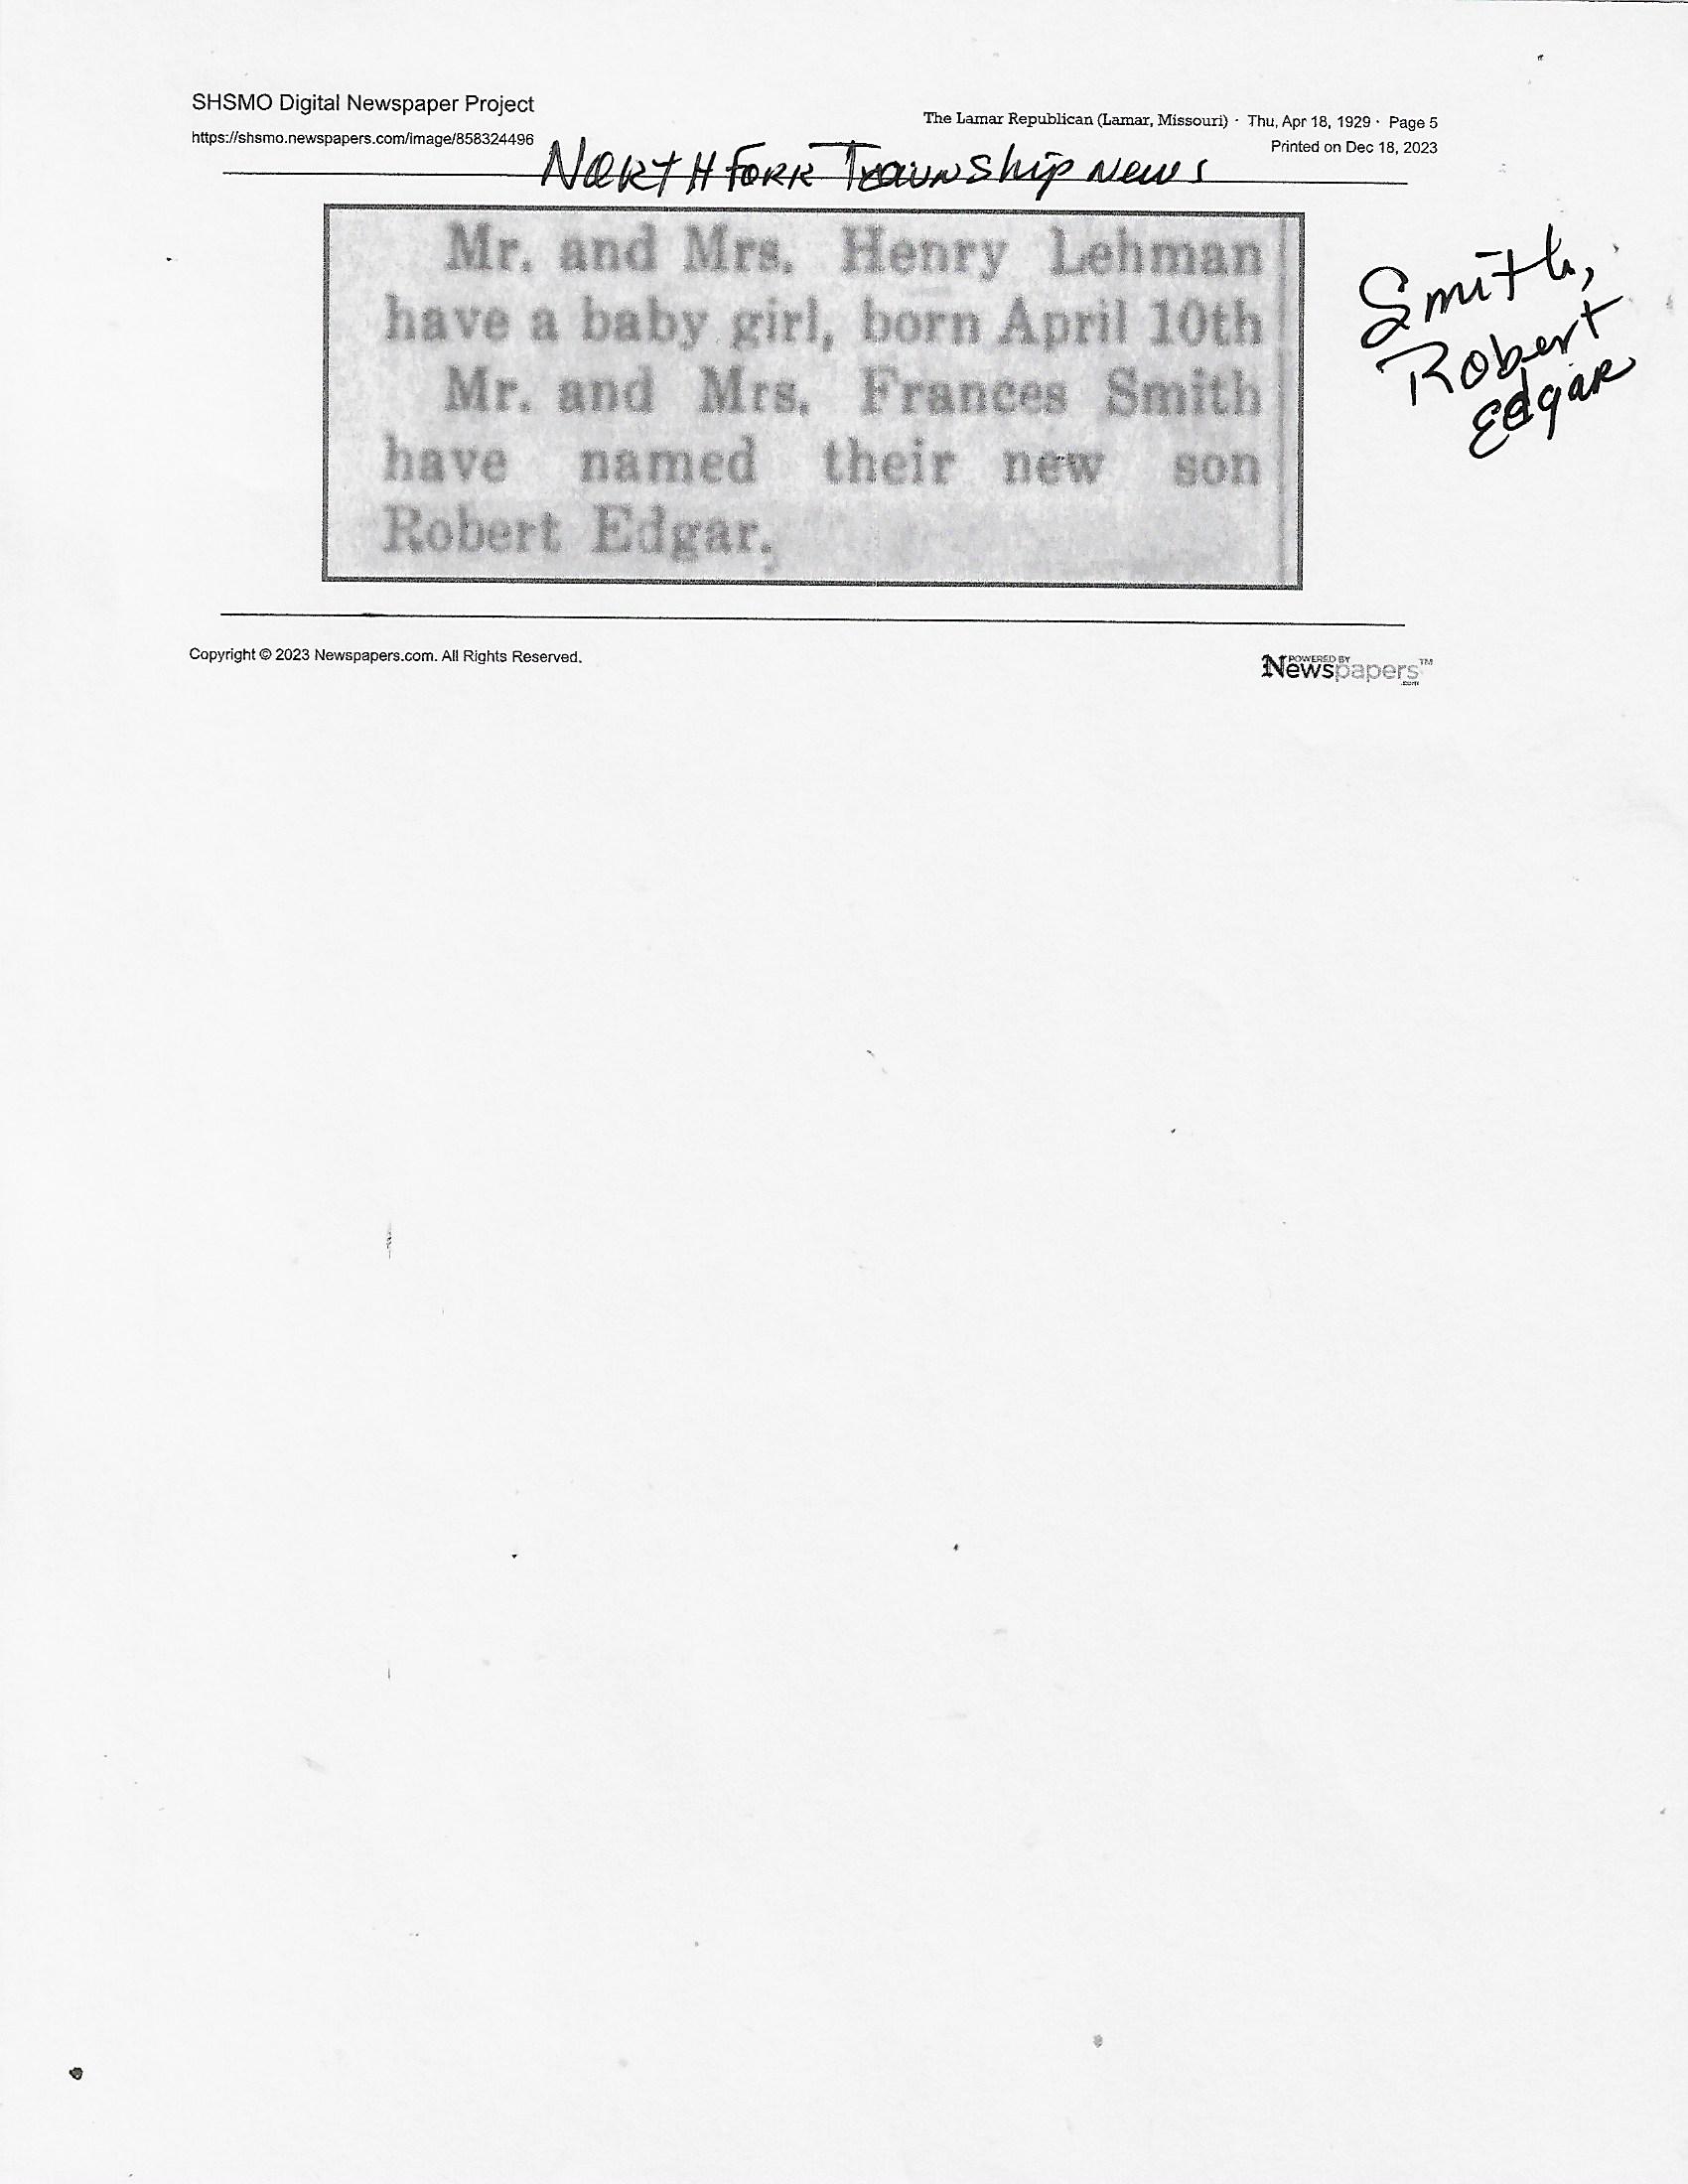 SHSMO Digital Newspaper Project
https://shsmo.newspapers.com/image/858324496
The Lamar Republican (Lamar, Missouri) · Thu, Apr 18, 1929 · Page 5
Printed on Dec 18, 2023
North Fork Township News
Mr. and Mrs. Henry Lehman
have a baby girl, born April 10th
Mr. and Mrs. Frances Smith
have named their new son
Robert Edgar.
Smith,
Robert
Edgar
Copyright © 2023 Newspapers.com. All Rights Reserved.
POWERED BY
Newspapers™
.com